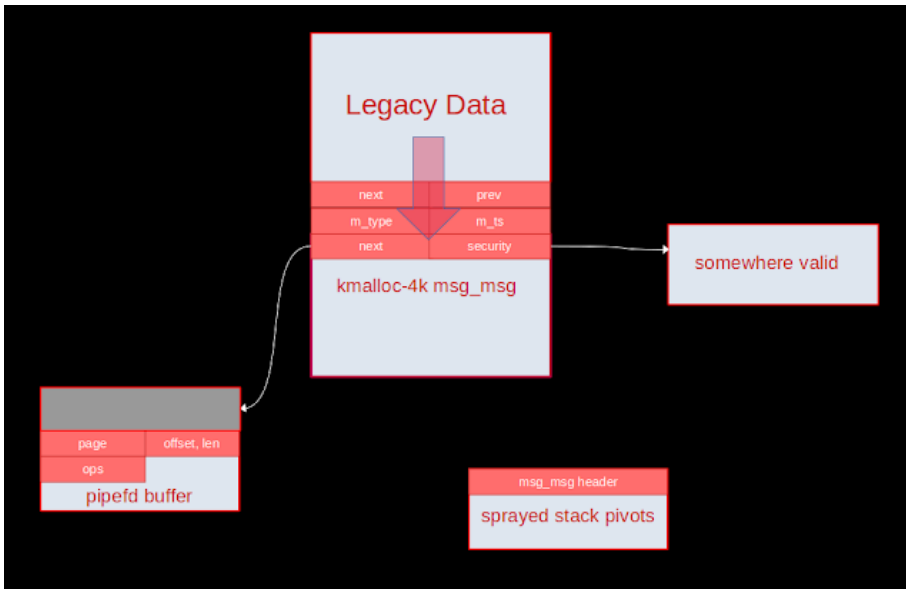 Legacy Data
next prev
m_type m_ts
next security
kmalloc-4k msg_msg
somewhere valid
page offset, len
ops
pipefd buffer
msg_msg header
sprayed stack pivots